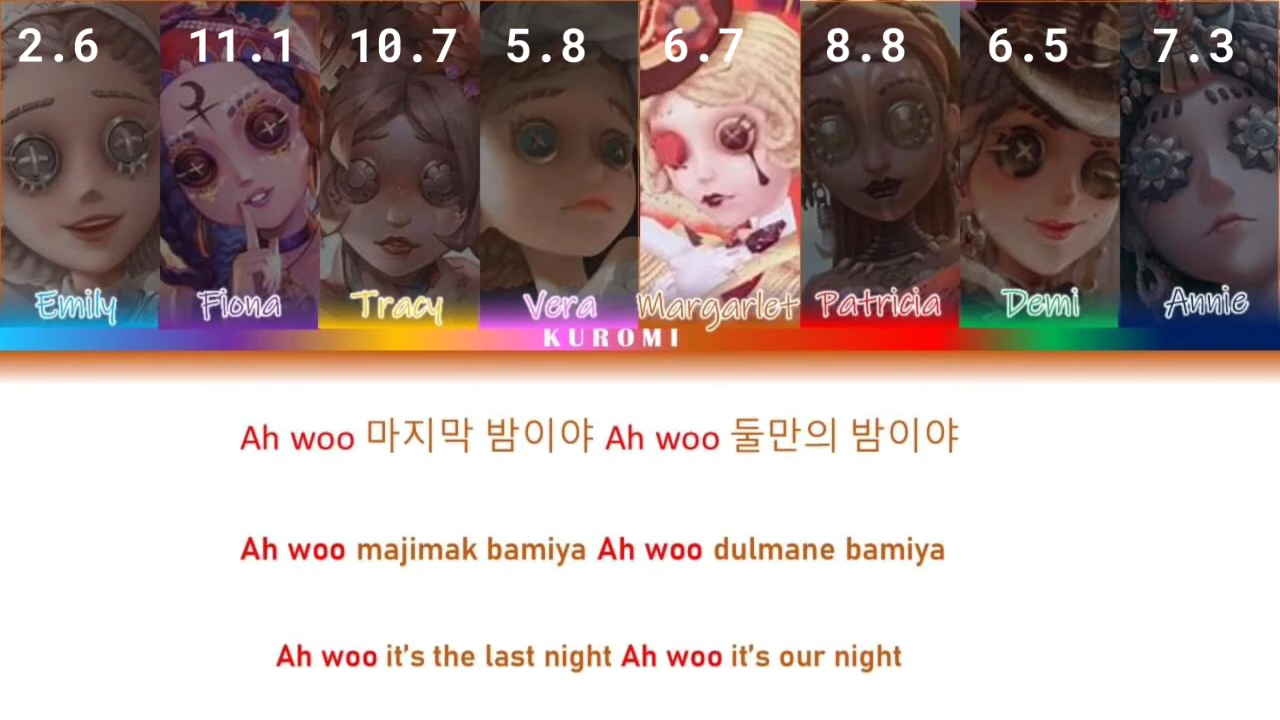 2.6 11.1 10.7 5.8 6.7 8.8 6.5 7.3
Emily Fiona Tracy Vera Margarlet Patricia Demi Annie
KUROMI
Ah woo 마지막 밤이야 Ah woo 둘만의 밤이야
Ah woo majimak bamiya Ah woo dulmane bamiya
Ah woo it's the last night Ah woo it's our night